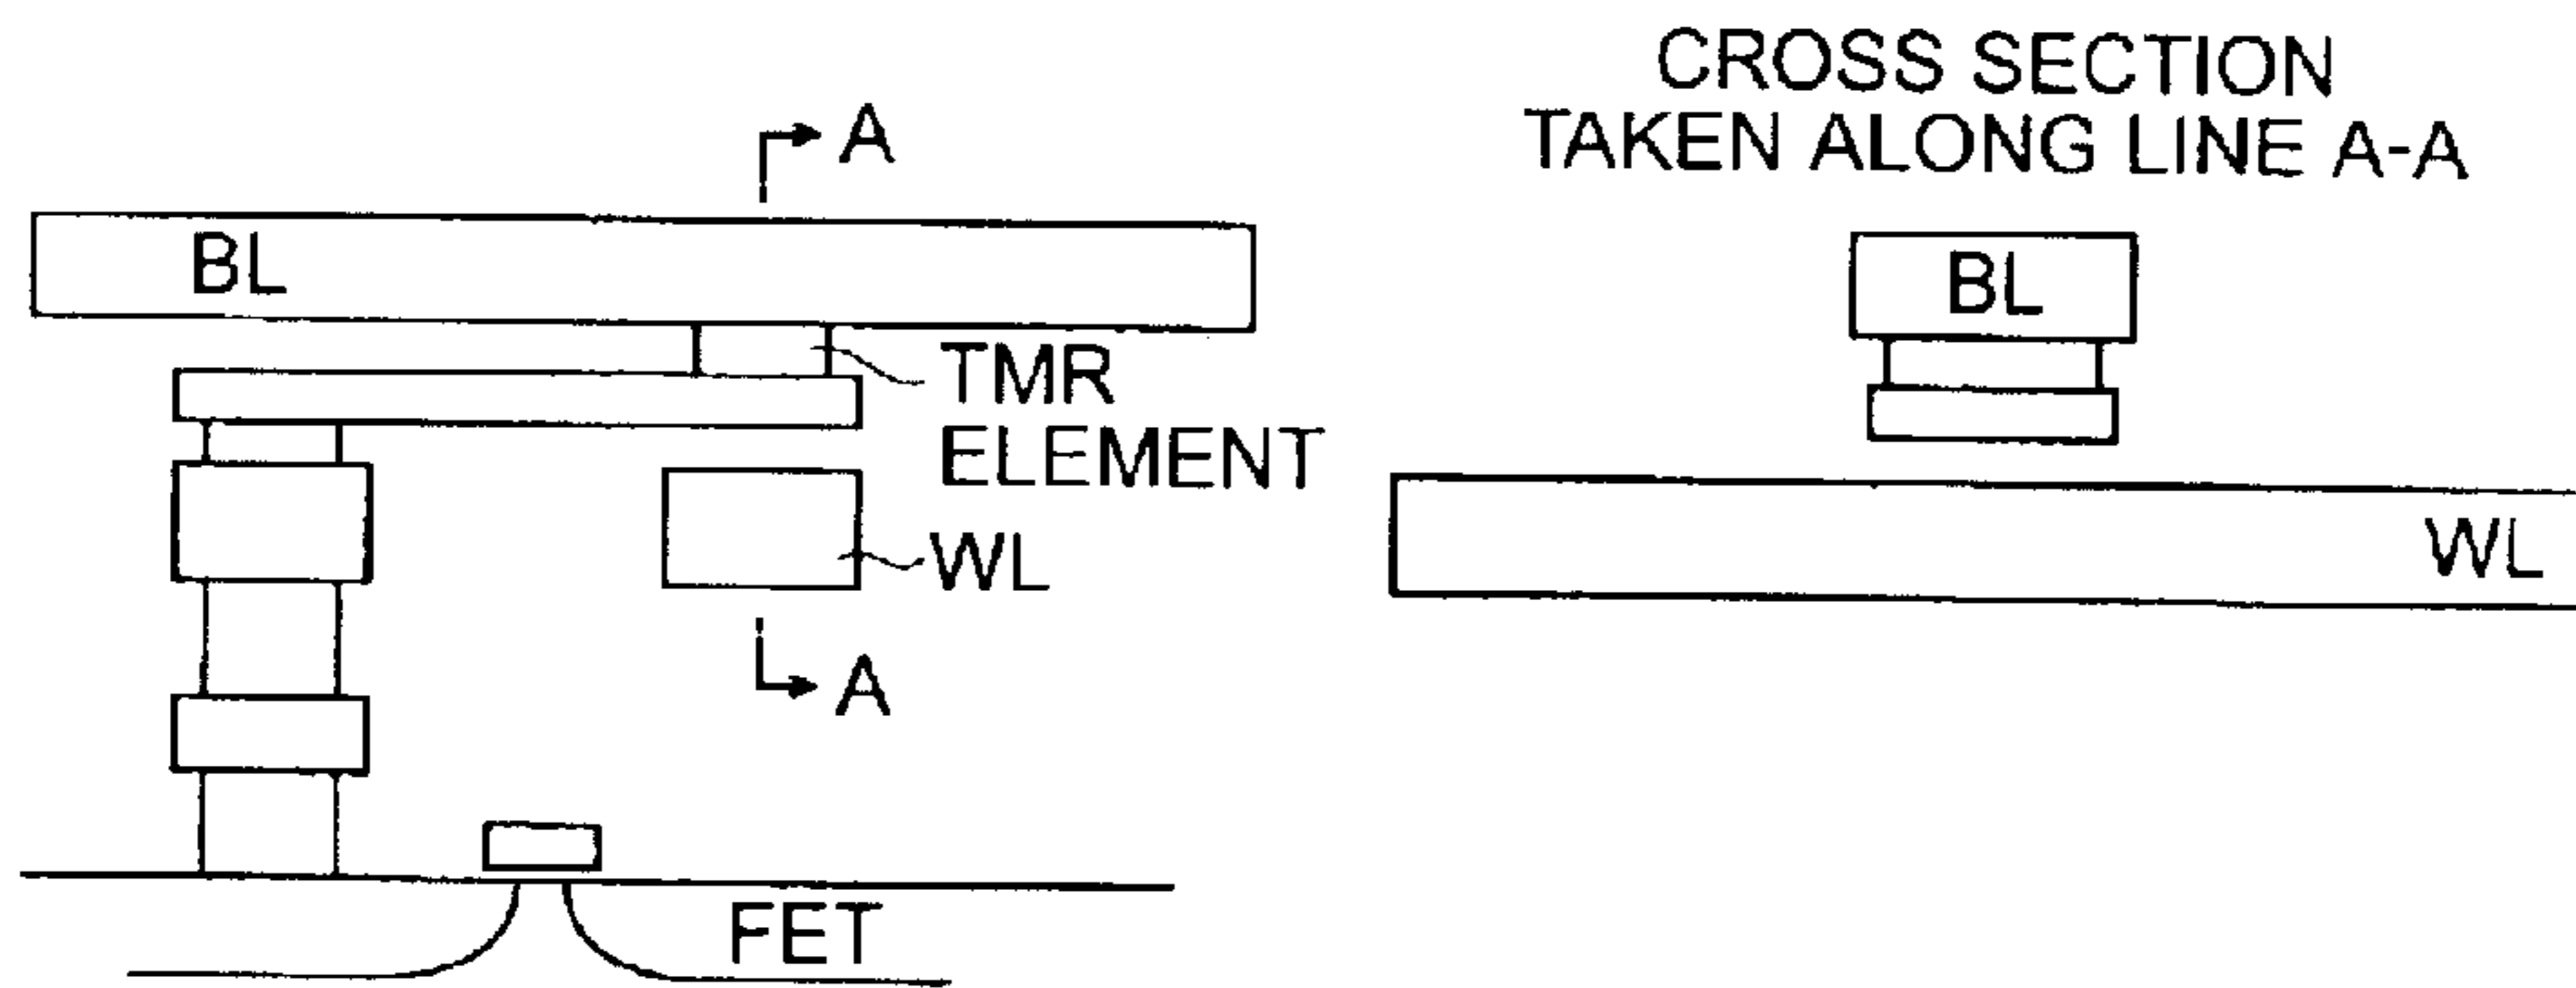 CROSS SECTION
TAKEN ALONG LINE A-A
A
BL
TMR
ELEMENT
WL
A
FET
BL
WL